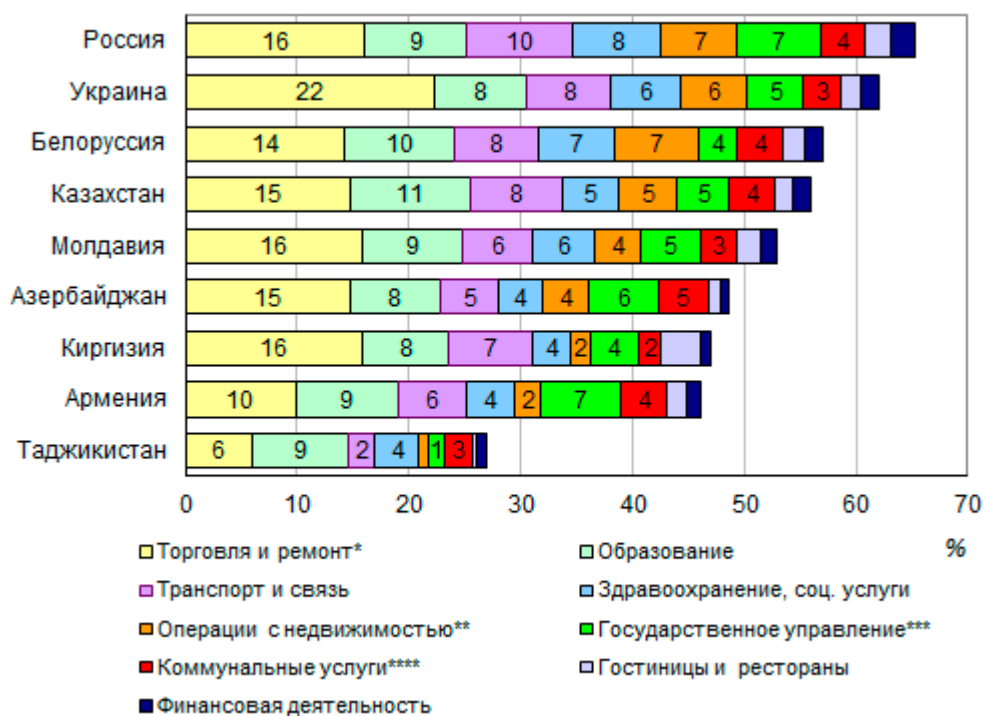 Россия 16 9 10 8 7 7 4
Украина 22 8 8 6 6 5 3
Белоруссия 14 10 8 7 7 4 4
Казахстан 15 11 8 5 5 5 4
Молдавия 16 9 6 6 4 5 3
Азербайджан 15 8 5 4 4 6 5
Киргизия 16 8 7 4 2 4 2
Армения 10 9 6 4 2 7 4
Таджикистан 6 9 2 4 1 3
0 10 20 30 40 50 60 70
%
Торговля и ремонт* Образование
Транспорт и связь Здравоохранение, соц. услуги
Операции с недвижимостью** Государственное управление***
Коммунальные услуги**** Гостиницы и рестораны
Финансовая деятельность